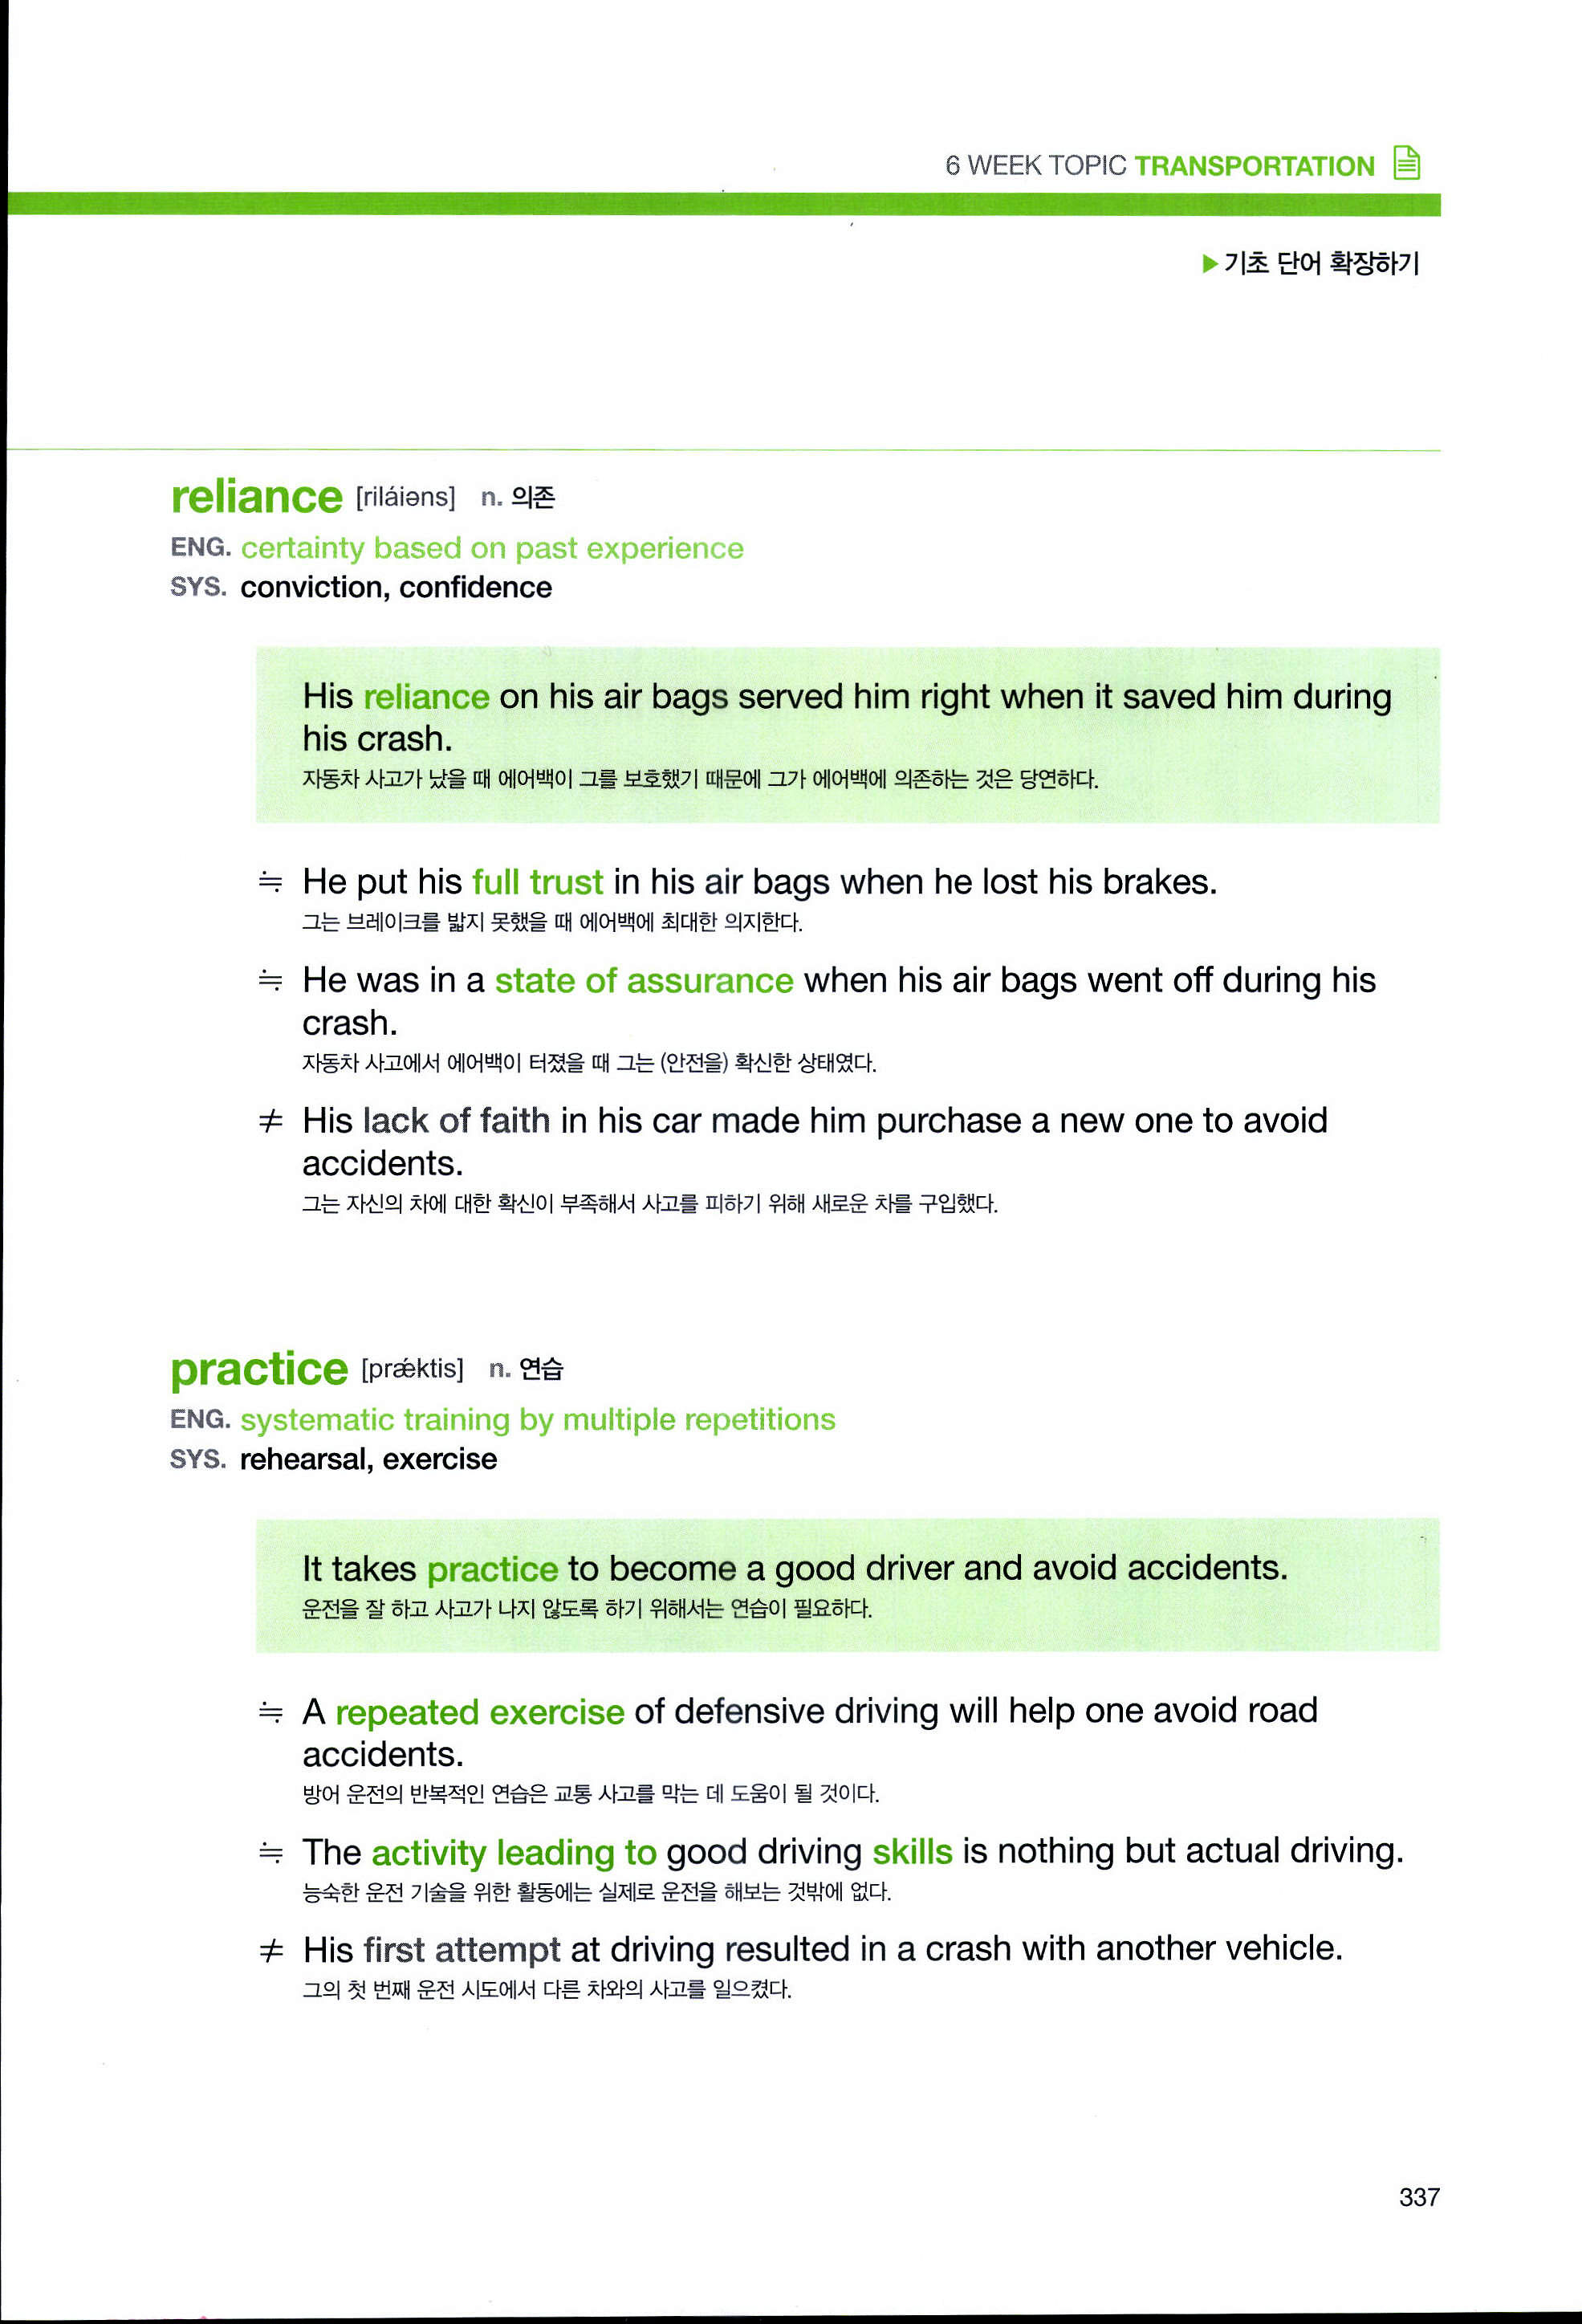 6 WEEK TOPIC TRANSPORTATION
▶기초 단어 확장하기
reliance [riláiəns] n. 의존
ENG. certainty based on past experience
SYS. conviction, confidence
His reliance on his air bags served him right when it saved him during
his crash.
자동차 사고가 났을 때 에어백이 그를 보호했기 때문에 그가 에어백에 의존하는 것은 당연하다.
≒ He put his full trust in his air bags when he lost his brakes.
그는 브레이크를 밟지 못했을 때 에어백에 최대한 의지한다.
≒ He was in a state of assurance when his air bags went off during his
crash.
자동차 사고에서 에어백이 터졌을 때 그는 (안전을) 확신한 상태였다.
≠ His lack of faith in his car made him purchase a new one to avoid
accidents.
그는 자신의 차에 대한 확신이 부족해서 사고를 피하기 위해 새로운 차를 구입했다.
practice [prǽktis] n. 연습
ENG. systematic training by multiple repetitions
SYS. rehearsal, exercise
It takes practice to become a good driver and avoid accidents.
운전을 잘 하고 사고가 나지 않도록 하기 위해서는 연습이 필요하다.
≒ A repeated exercise of defensive driving will help one avoid road
accidents.
방어 운전의 반복적인 연습은 교통 사고를 막는 데 도움이 될 것이다.
≒ The activity leading to good driving skills is nothing but actual driving.
능숙한 운전 기술을 위한 활동에는 실제로 운전을 해보는 것밖에 없다.
≠ His first attempt at driving resulted in a crash with another vehicle.
그의 첫 번째 운전 시도에서 다른 차와의 사고를 일으켰다.
337